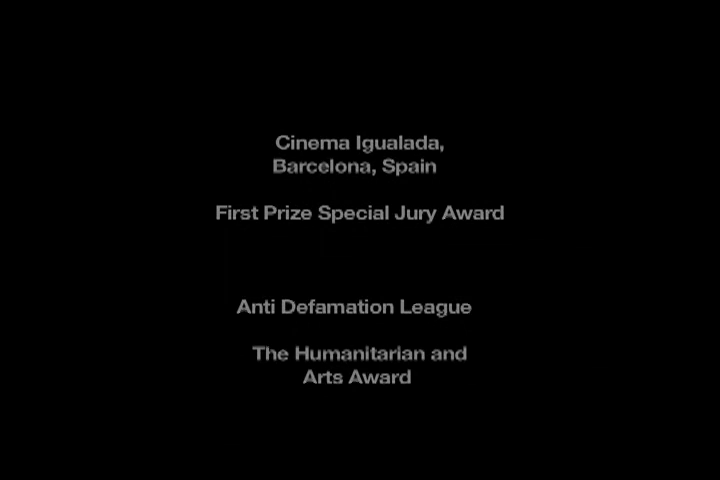 Cinema Igualada,
Barcelona, Spain
First Prize Special Jury Award
Anti Defamation League
The Humanitarian and
Arts Award